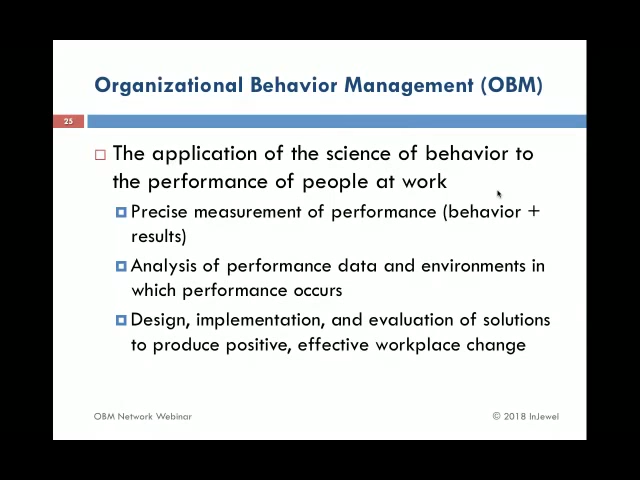 Organizational Behavior Management (OBM)
25
The application of the science of behavior to
the performance of people at work
Precise measurement of performance (behavior +
results)
Analysis of performance data and environments in
which performance occurs
Design, implementation, and evaluation of solutions
to produce positive, effective workplace change
OBM Network Webinar
© 2018 InJewel